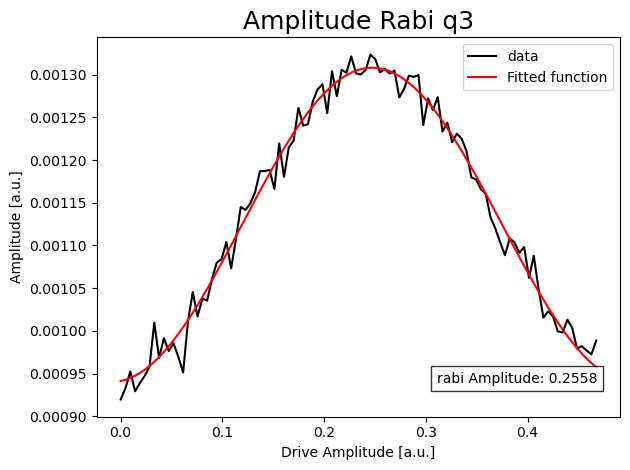 Amplitude Rabi q3
data
Fitted function
0.00130
0.00125
0.00120
0.00115
0.00110
0.00105
0.00100
0.00095
0.00090
Amplitude [a.u.]
rabi Amplitude: 0.2558
0.0 0.1 0.2 0.3 0.4
Drive Amplitude [a.u.]